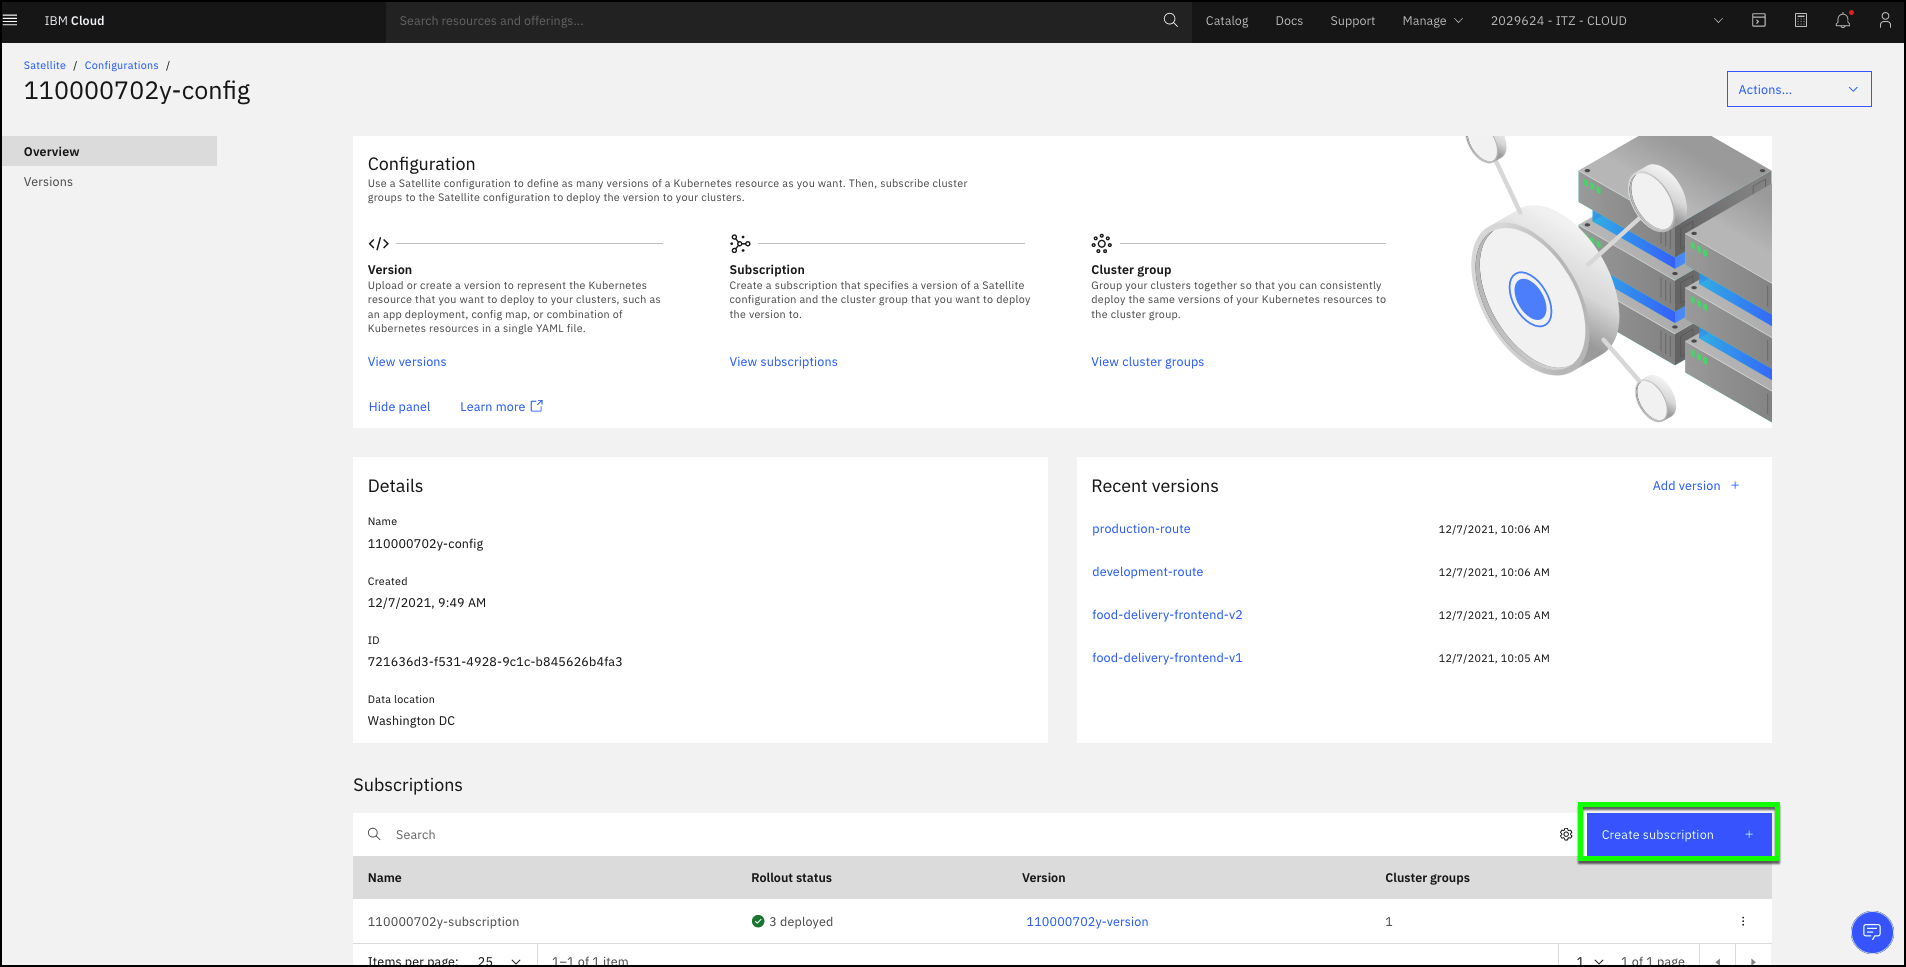 IBM Cloud
Search resources and offerings...
Catalog
Docs
Support
Manage
2029624 - ITZ - CLOUD
Satellite / Configurations /
110000702y-config
Actions...
Overview
Versions
Configuration
Use a Satellite configuration to define as many versions of a Kubernetes resource as you want. Then, subscribe cluster
groups to the Satellite configuration to deploy the version to your clusters.
Version
Upload or create a version to represent the Kubernetes
resource that you want to deploy to your clusters, such as
an app deployment, config map, or combination of
Kubernetes resources in a single YAML file.
View versions
Subscription
Create a subscription that specifies a version of a Satellite
configuration and the cluster group that you want to deploy
the version to.
View subscriptions
Cluster group
Group your clusters together so that you can consistently
deploy the same versions of your Kubernetes resources to
the cluster group.
View cluster groups
Hide panel
Learn more
Details
Name
110000702y-config
Created
12/7/2021, 9:49 AM
ID
721636d3-f531-4928-9c1c-b845626b4fa3
Data location
Washington DC
Recent versions
Add version +
production-route 12/7/2021, 10:06 AM
development-route 12/7/2021, 10:06 AM
food-delivery-frontend-v2 12/7/2021, 10:05 AM
food-delivery-frontend-v1 12/7/2021, 10:05 AM
Subscriptions
Search
Create subscription +
Name Rollout status Version Cluster groups
110000702y-subscription 3 deployed 110000702y-version 1
Items per page: 25 1–1 of 1 item 1 1 of 1 page